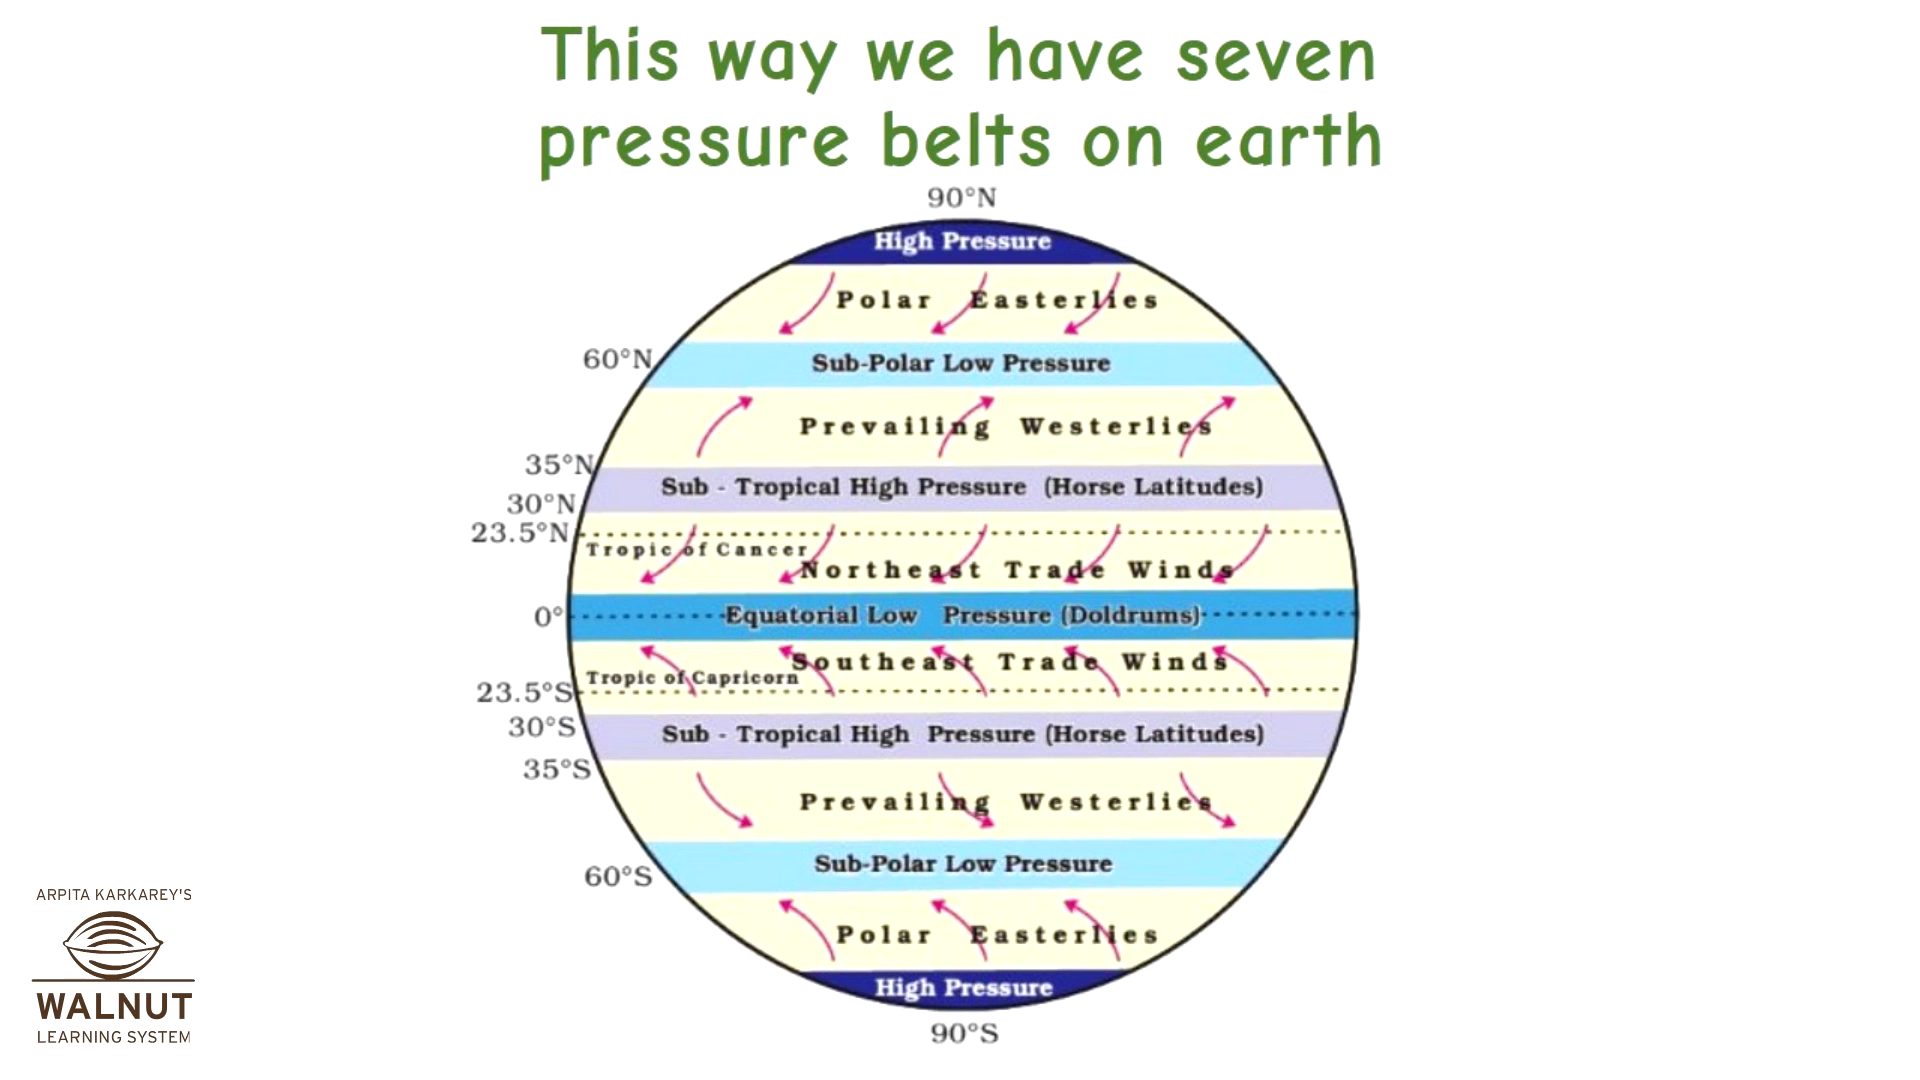 This way we have seven
pressure belts on earth
90°N
High Pressure
Polar Easterlies
60°N
Sub-Polar Low Pressure
Prevailing Westerlies
35°N
Sub - Tropical High Pressure (Horse Latitudes)
30°N
23.5°N
Tropic of Cancer
Northeast Trade Winds
0°
Equatorial Low Pressure (Doldrums)
Southeast Trade Winds
Tropic of Capricorn
23.5°S
30°S
Sub - Tropical High Pressure (Horse Latitudes)
35°S
Prevailing Westerlies
Sub-Polar Low Pressure
60°S
Polar Easterlies
High Pressure
90°S
ARPITA KARKAREY'S
WALNUT
LEARNING SYSTEM